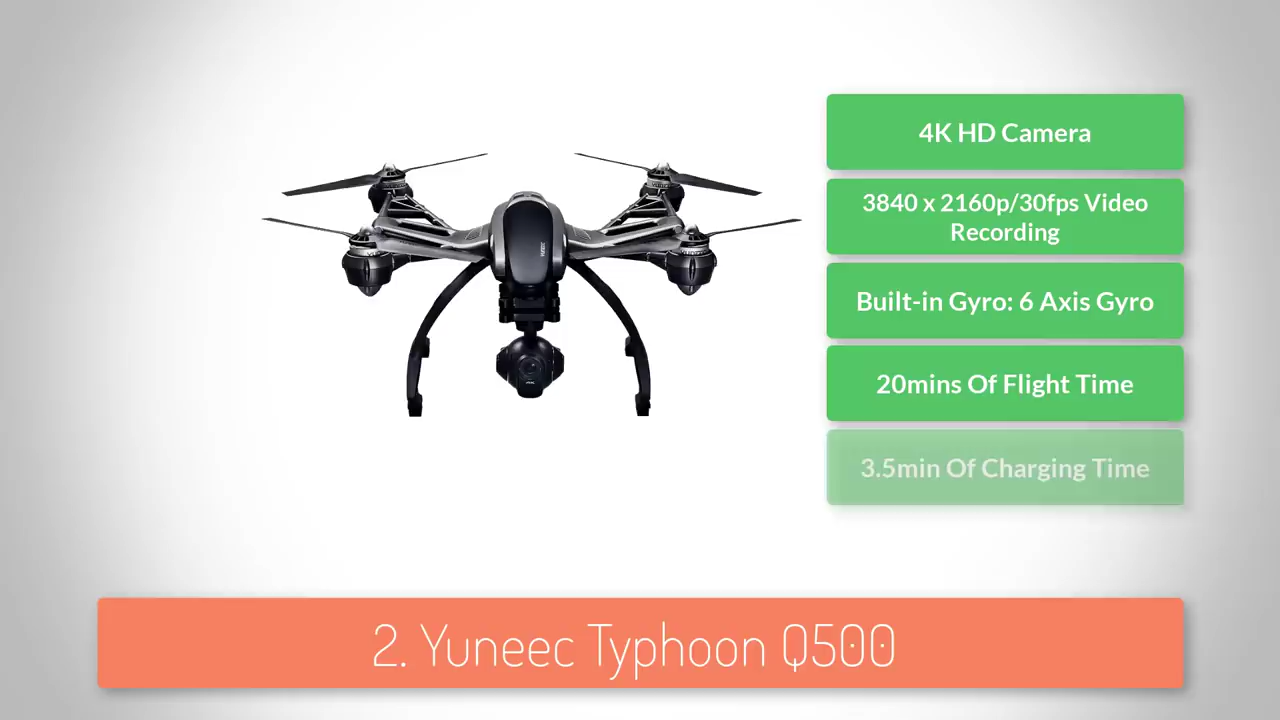 4K HD Camera
3840 x 2160p/30fps Video
Recording
Built-in Gyro: 6 Axis Gyro
20mins Of Flight Time
3.5min Of Charging Time
2. Yuneec Typhoon Q500